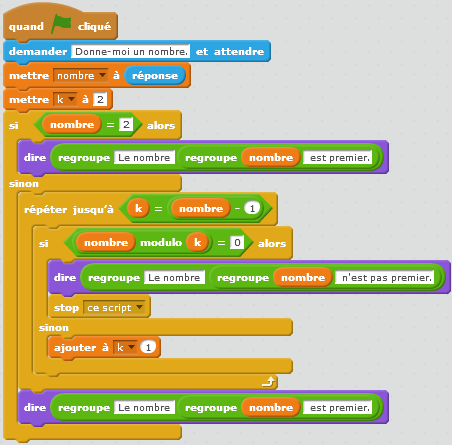 quand cliqué
demander Donne-moi un nombre. et attendre
mettre nombre à réponse
mettre k à 2
si nombre = 2 alors
dire regroupe Le nombre regroupe nombre est premier.
sinon
répéter jusqu'à k = nombre - 1
si nombre modulo k = 0 alors
dire regroupe Le nombre regroupe nombre n'est pas premier.
stop ce script
sinon
ajouter à k 1
dire regroupe Le nombre regroupe nombre est premier.